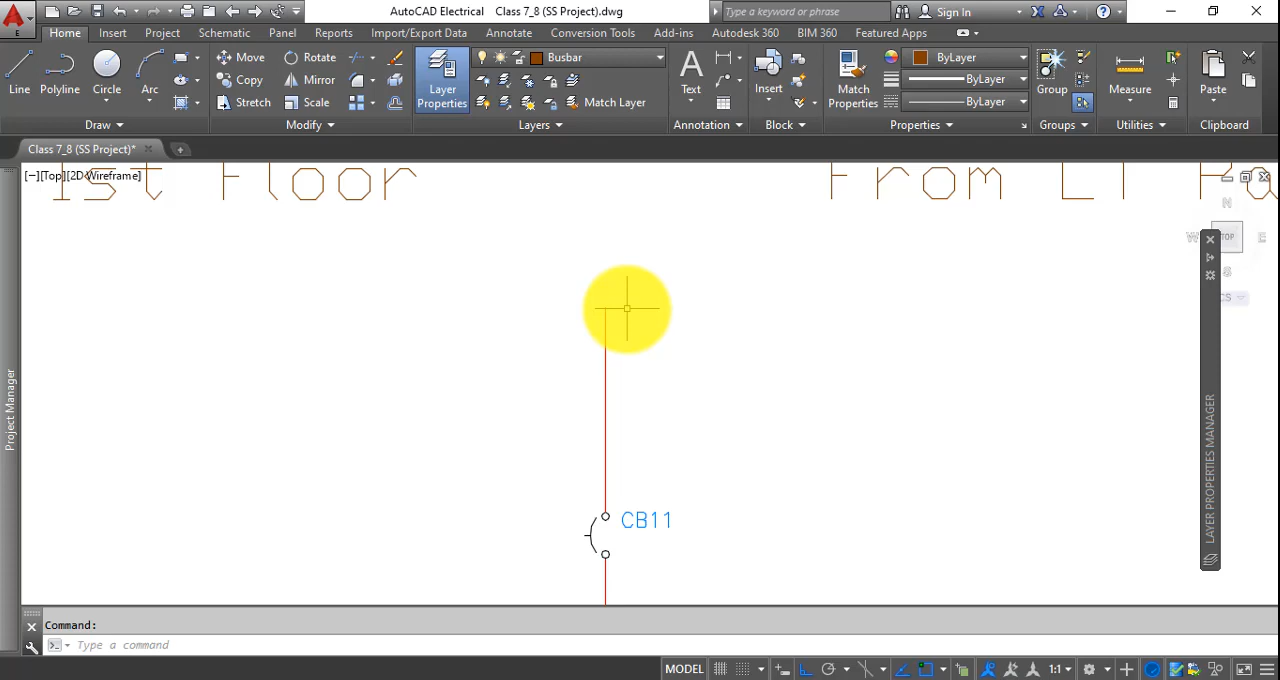 AutoCAD Electrical Class 7_8 (SS Project).dwg
Type a keyword or phrase
Sign In
E
Home Insert Project Schematic Panel Reports Import/Export Data Annotate Conversion Tools Add-ins Autodesk 360 BIM 360 Featured Apps
Line
Polyline
Circle
Arc
Draw
Move
Rotate
Copy
Mirror
Stretch
Scale
Modify
Layer Properties
Busbar
Match Layer
Layers
Text
Annotation
Insert
Block
Match Properties
ByLayer
ByLayer
ByLayer
Properties
Group
Groups
Measure
Utilities
Paste
Clipboard
Class 7_8 (SS Project)*
[−][Top][2D Wireframe]
1st Floor
From LT Pa
N
W
TOP
E
S
CS
Project Manager
LAYER PROPERTIES MANAGER
CB11
Command:
Type a command
MODEL
1:1